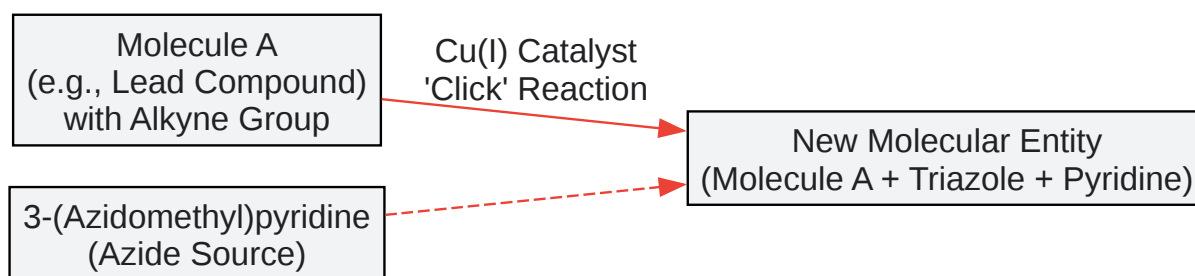 Molecule A
(e.g., Lead Compound)
with Alkyne Group
Cu(I) Catalyst
'Click' Reaction
New Molecular Entity
(Molecule A + Triazole + Pyridine)
3-(Azidomethyl)pyridine
(Azide Source)